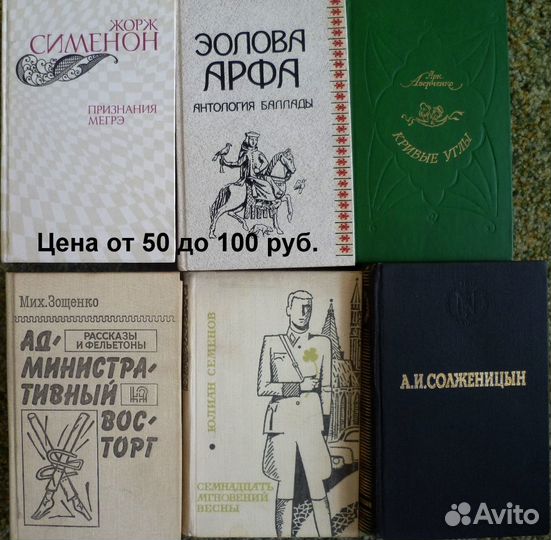 ЖОРЖ
СИМЕНОН
ПРИЗНАНИЯ
МЕГРЭ
ЭОЛОВА
АРФА
АНТОЛОГИЯ БАЛЛАДЫ
Арк.
Аверченко
КРИВЫЕ УГЛЫ
Цена от 50 до 100 руб.
Мих. Зощенко
РАССКАЗЫ
И ФЕЛЬЕТОНЫ
АД-
МИНИСТРА-
ТИВНЫЙ
ВОС-
ТОРГ
ЮЛИАН СЕМЕНОВ
СЕМНАДЦАТЬ
МГНОВЕНИЙ
ВЕСНЫ
А.И.СОЛЖЕНИЦЫН
Avito